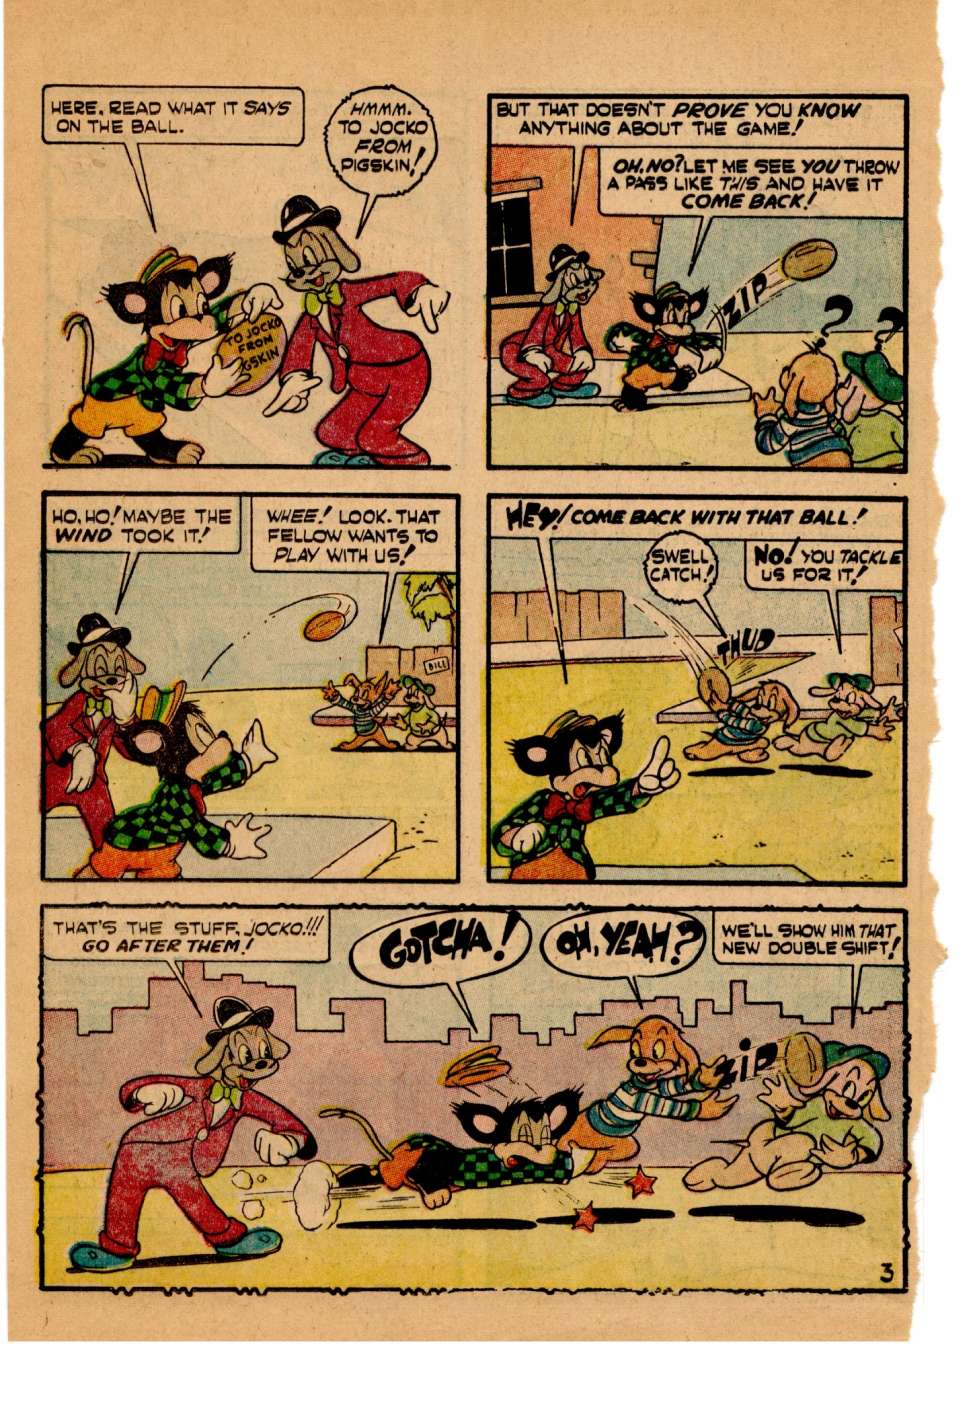 HERE, READ WHAT IT SAYS
ON THE BALL.
HMMM.
TO JOCKO
FROM
PIGSKIN!
TO JOCKO
FROM
GSKIN
BUT THAT DOESN'T PROVE YOU KNOW
ANYTHING ABOUT THE GAME!
OH, NO? LET ME SEE YOU THROW
A PASS LIKE THIS AND HAVE IT
COME BACK!
ZIP
? ?
HO, HO! MAYBE THE
WIND TOOK IT!
WHEE! LOOK. THAT
FELLOW WANTS TO
PLAY WITH US!
BILL
HEY! COME BACK WITH THAT BALL!
SWELL
CATCH!
NO! YOU TACKLE
US FOR IT!
THUD
THAT'S THE STUFF, JOCKO!!!
GO AFTER THEM!
GOTCHA!
OH, YEAH?
WE'LL SHOW HIM THAT
NEW DOUBLE SHIFT!
ZIP
3